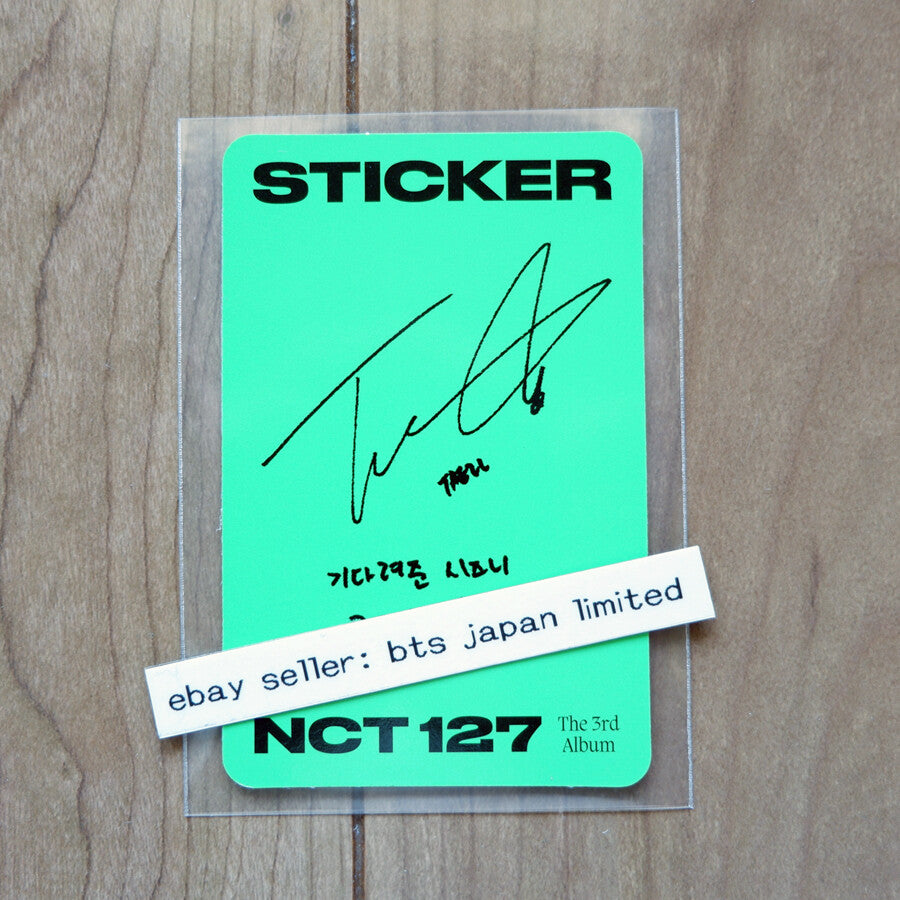 STICKER
TAEIL
기다려준 시즈니
ebay seller: bts japan limited
NCT 127
The 3rd
Album